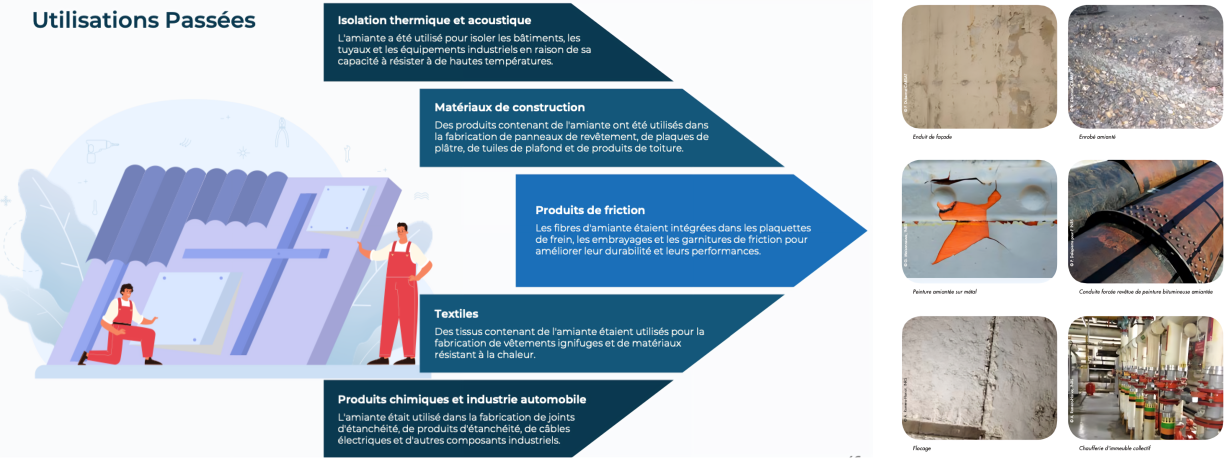 Utilisations Passées
Isolation thermique et acoustique
L'amiante a été utilisé pour isoler les bâtiments, les
tuyaux et les équipements industriels en raison de sa
capacité à résister à de hautes températures.
Matériaux de construction
Des produits contenant de l'amiante ont été utilisés dans
la fabrication de panneaux de revêtement, de plaques de
plâtre, de tuiles de plafond et de produits de toiture.
Produits de friction
Les fibres d'amiante étaient intégrées dans les plaquettes
de frein, les embrayages et les garnitures de friction pour
améliorer leur durabilité et leurs performances.
Textiles
Des tissus contenant de l'amiante étaient utilisés pour la
fabrication de vêtements ignifuges et de matériaux
résistant à la chaleur.
Produits chimiques et industrie automobile
L'amiante était utilisé dans la fabrication de joints
d'étanchéité, de produits d'étanchéité, de câbles
électriques et d'autres composants industriels.
Enduit de façade
Enrobé amianté
Peinture amiantée sur métal
Conduite forcée revêtue de peinture bitumineuse amiantée
Flocage
Chaufferie d'immeuble collectif